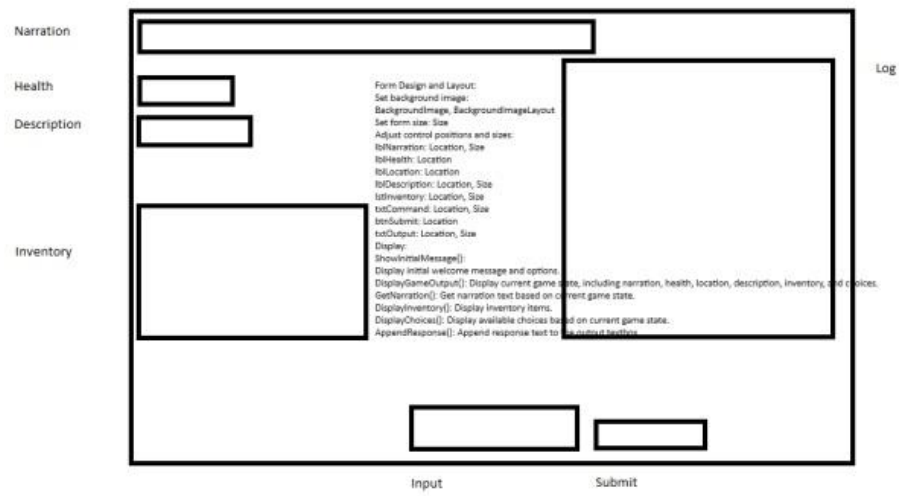 Narration
Log
Health
Description
Form Design and Layout:
Set background image:
BackgroundImage, BackgroundImageLayout
Set form size: Size
Adjust control positions and sizes:
lblNarration: Location, Size
lblHealth: Location
lblLocation: Location
lblDescription: Location, Size
lstInventory: Location, Size
txtCommand: Location, Size
btnSubmit: Location
txtOutput: Location, Size
Display:
ShowInitialMessage():
Display initial welcome message and options.
DisplayGameOutput(): Display current game state, including narration, health, location, description, inventory, and choices.
GetNarration(): Get narration text based on current game state.
DisplayInventory(): Display inventory items.
DisplayChoices(): Display available choices based on current game state.
AppendResponse(): Append response text to the output textbox.
Inventory
Input
Submit